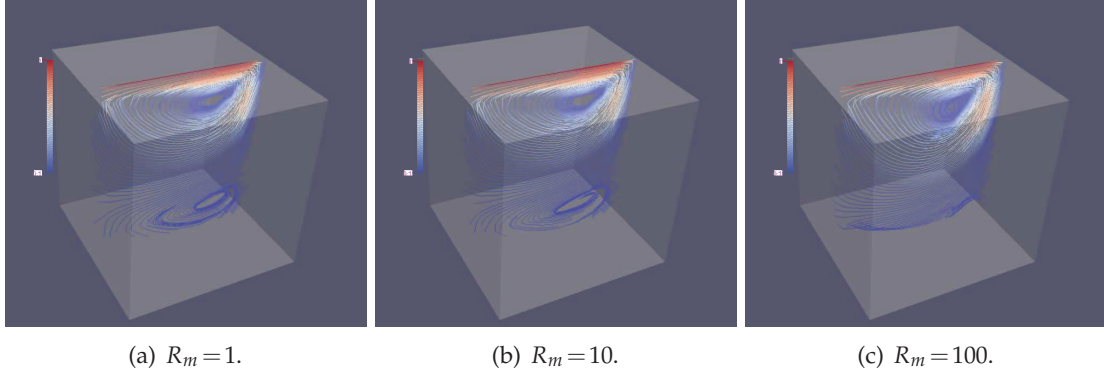 (a) R_m = 1.
(b) R_m = 10.
(c) R_m = 100.